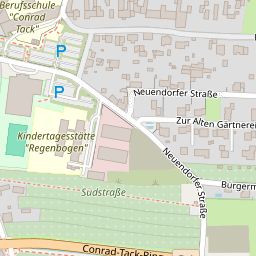 Berufsschule
"Conrad
Tack"
P
Neuendorfer Straße
P
Zur Alten Gärtnerei
Kindertagesstätte
"Regenbogen"
Neuendorfer Straße
Südstraße
Burgerm
Conrad-Tack-Ring